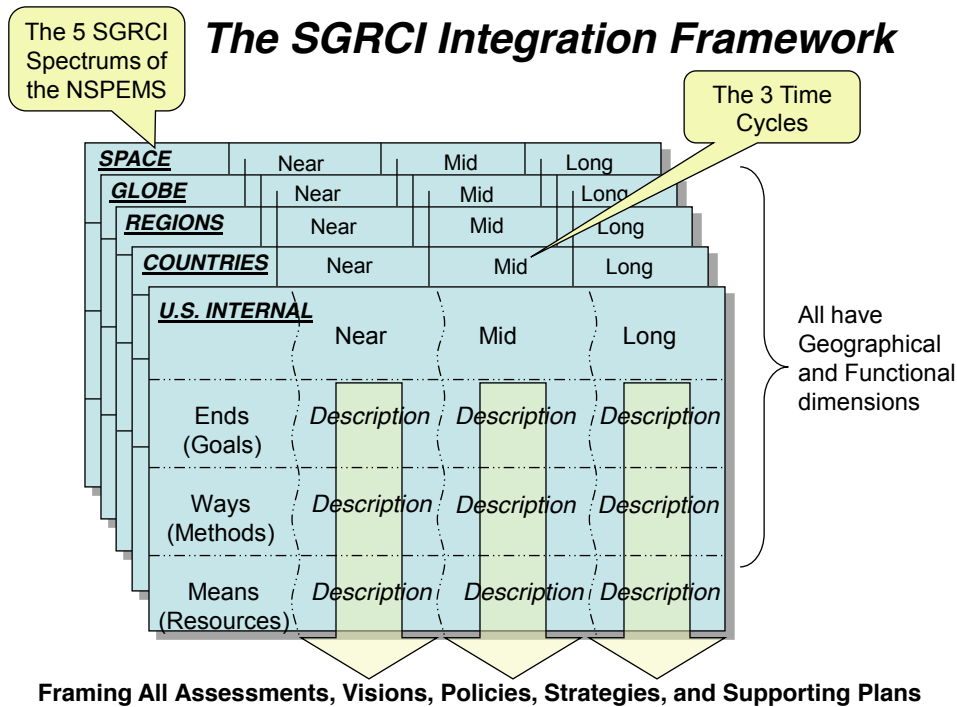 The 5 SGRCI
Spectrums of
the NSPEMS
The SGRCI Integration Framework
The 3 Time
Cycles
SPACE Near Mid Long
GLOBE Near Mid Long
REGIONS Near Mid Long
COUNTRIES Near Mid Long
U.S. INTERNAL
Near Mid Long
All have
Geographical
and Functional
dimensions
Ends
(Goals)
Description Description Description
Ways
(Methods)
Description Description Description
Means
(Resources)
Description Description Description
Framing All Assessments, Visions, Policies, Strategies, and Supporting Plans